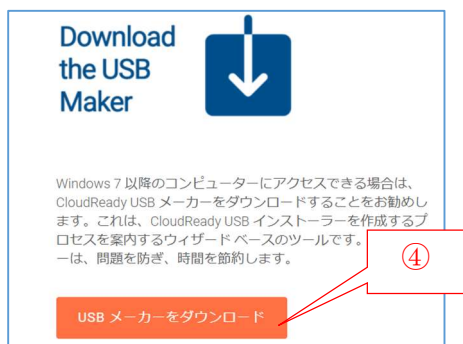 Download
the USB
Maker
Windows 7 以降のコンピューターにアクセスできる場合は、
CloudReady USB メーカーをダウンロードすることをお勧めし
ます。これは、CloudReady USB インストーラーを作成するプ
ロセスを案内するウィザード ベースのツールです。
ーは、問題を防ぎ、時間を節約します。
④
USB メーカーをダウンロード